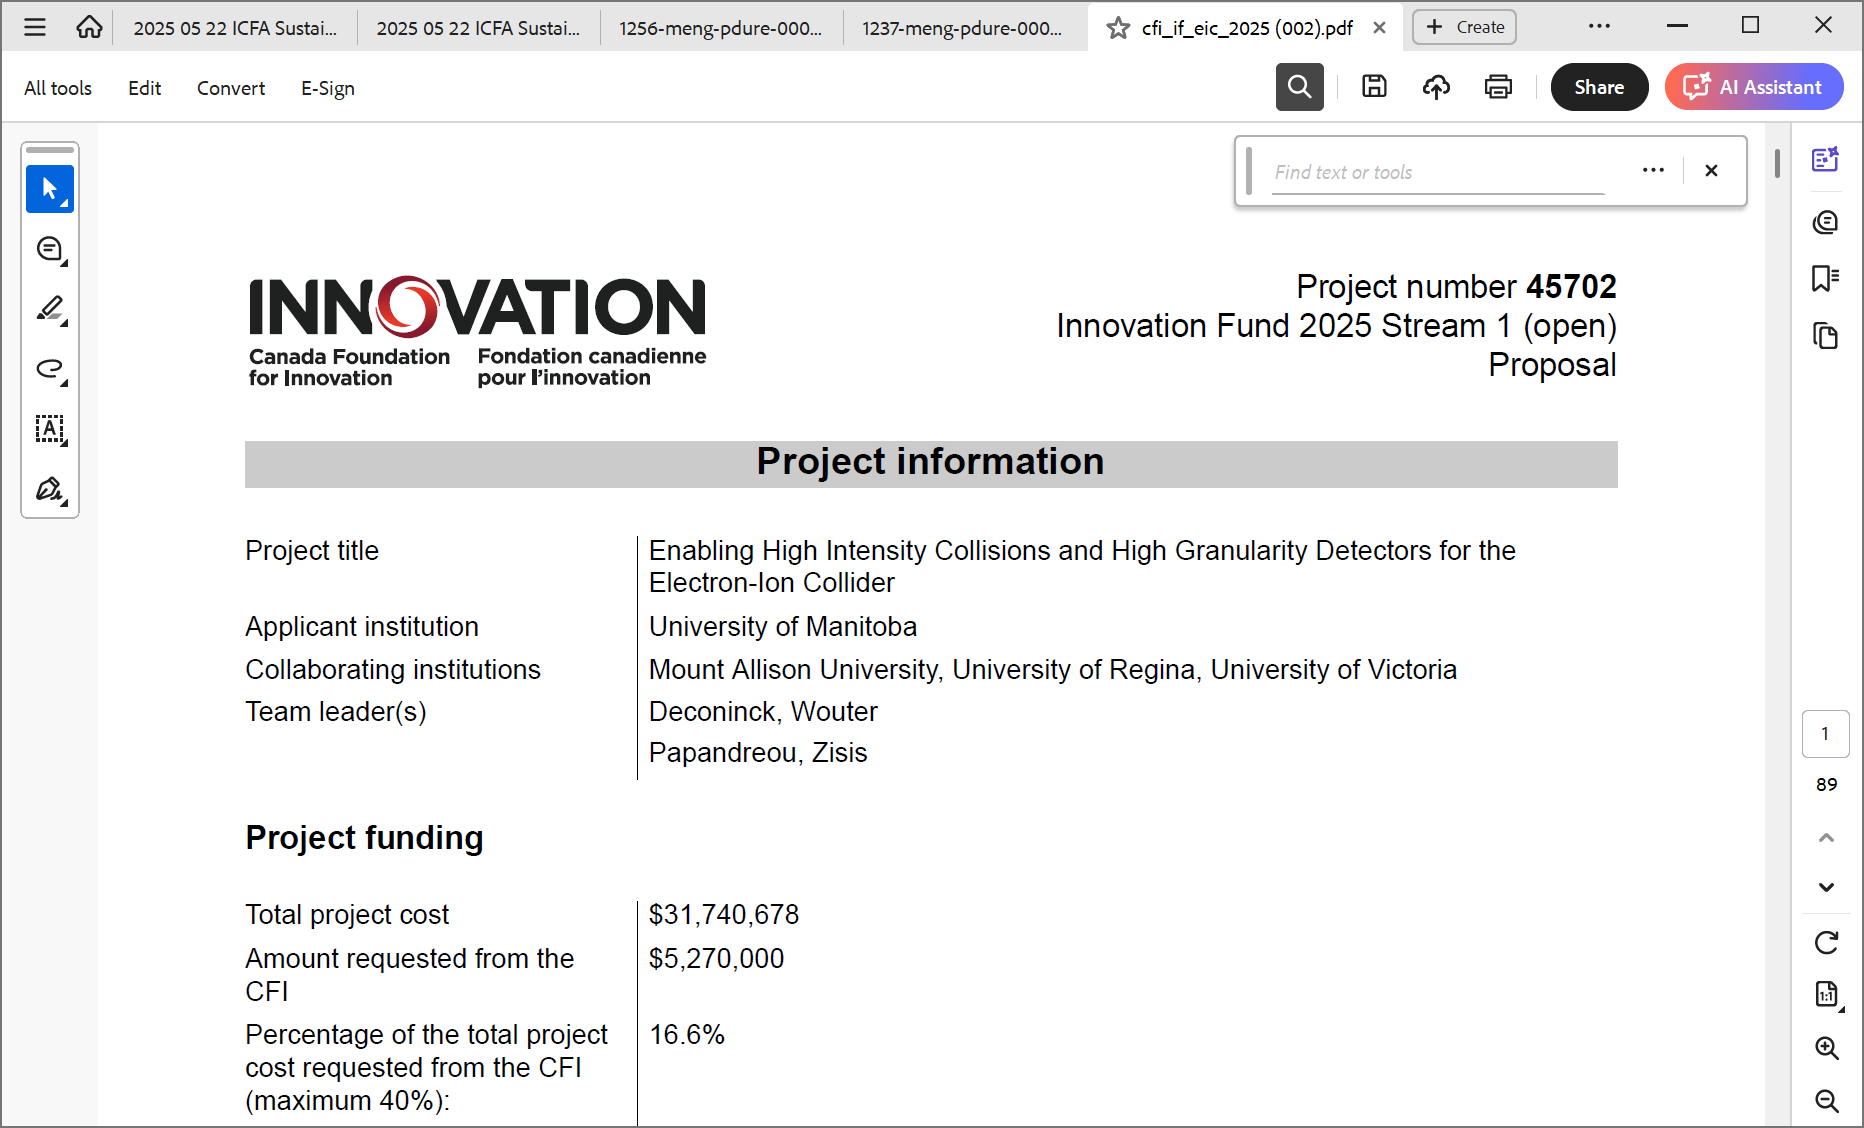 2025 05 22 ICFA Sustai...
2025 05 22 ICFA Sustai...
1256-meng-pdure-000...
1237-meng-pdure-000...
cfi_if_eic_2025 (002).pdf
Create
All tools
Edit
Convert
E-Sign
Share
AI Assistant
Find text or tools
INNOVATION
Canada Foundation
for Innovation
Fondation canadienne
pour l'innovation
Project number 45702
Innovation Fund 2025 Stream 1 (open)
Proposal
Project information
Project title
Enabling High Intensity Collisions and High Granularity Detectors for the
Electron-Ion Collider
Applicant institution
University of Manitoba
Collaborating institutions
Mount Allison University, University of Regina, University of Victoria
Team leader(s)
Deconinck, Wouter
Papandreou, Zisis
Project funding
Total project cost
$31,740,678
Amount requested from the
CFI
$5,270,000
Percentage of the total project
cost requested from the CFI
(maximum 40%):
16.6%
1
89
1:1